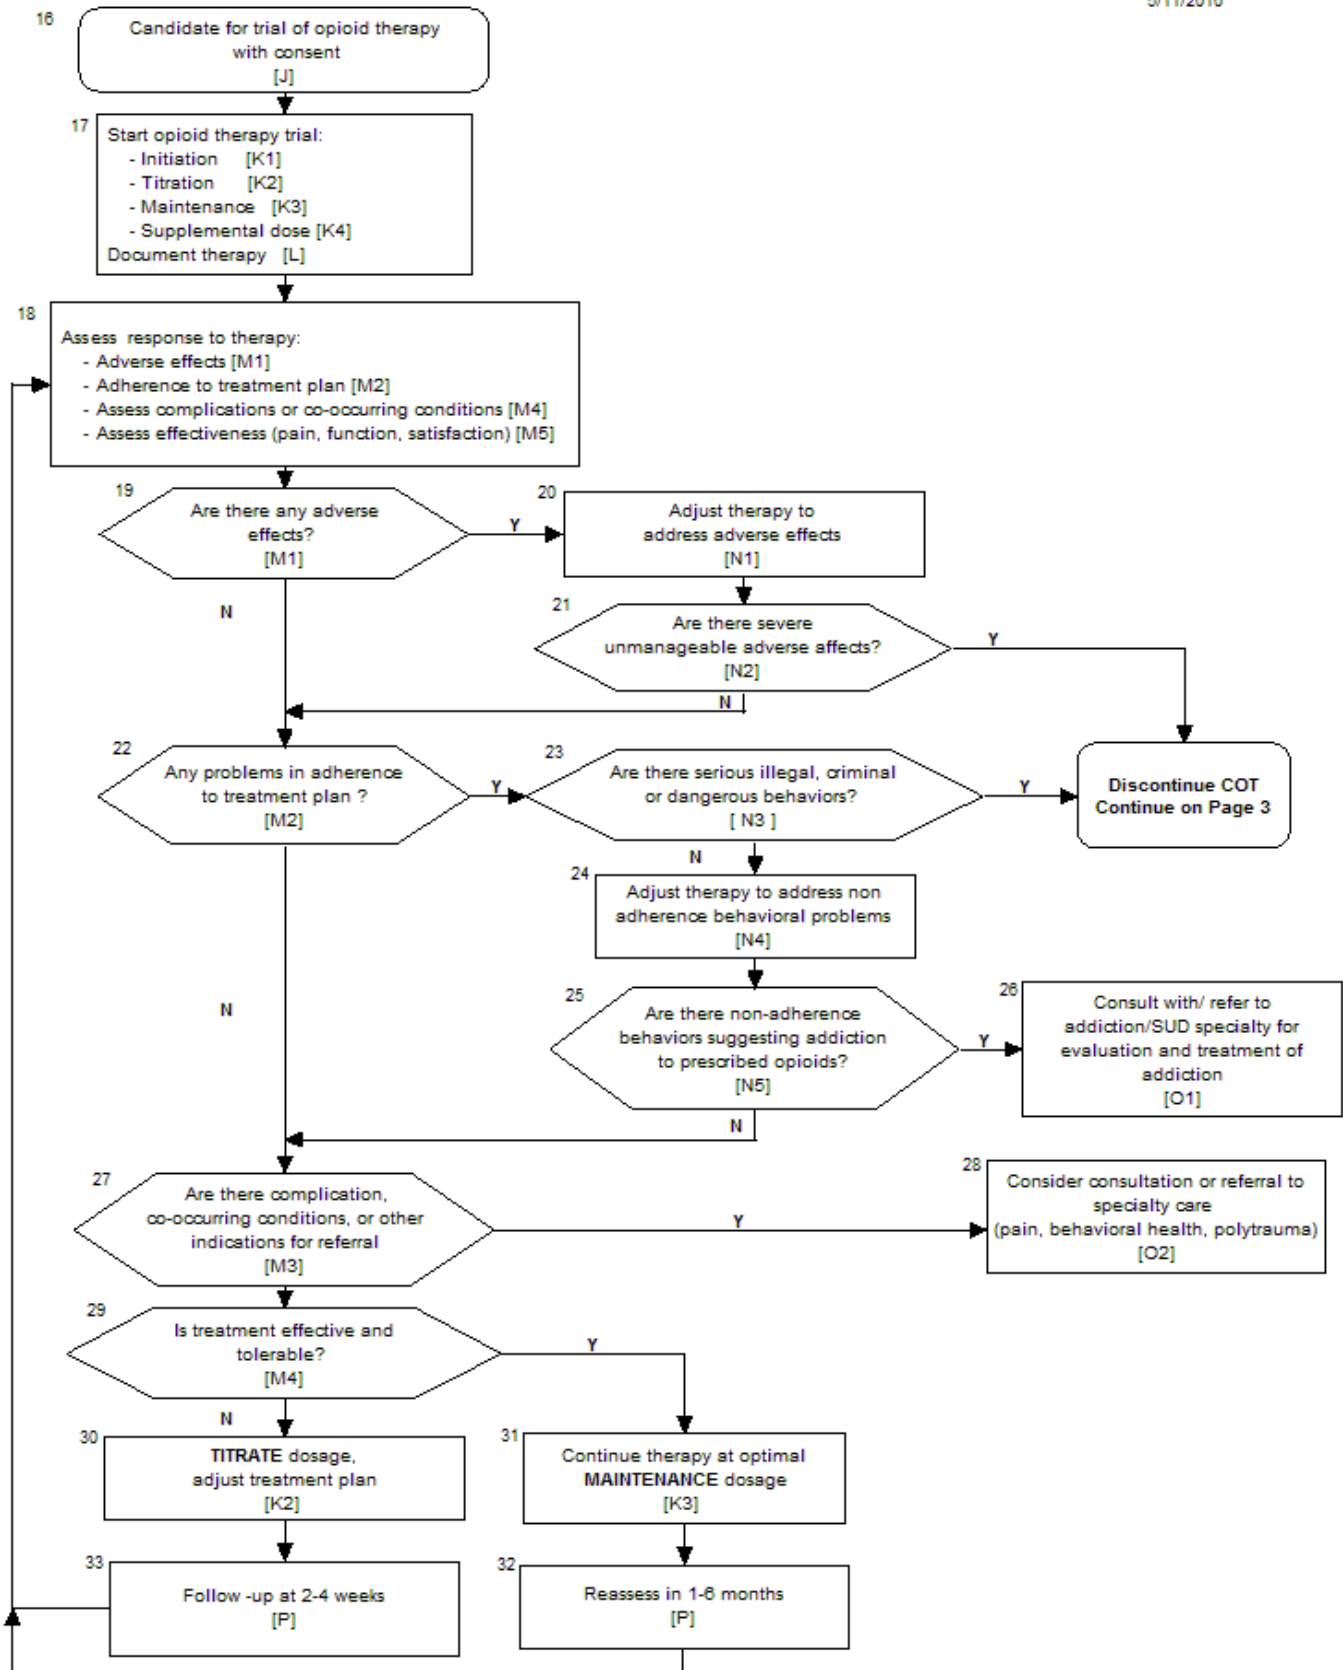 5/11/2010
16
Candidate for trial of opioid therapy
with consent
[J]
17
Start opioid therapy trial:
- Initiation [K1]
- Titration [K2]
- Maintenance [K3]
- Supplemental dose [K4]
Document therapy [L]
18
Assess response to therapy:
- Adverse effects [M1]
- Adherence to treatment plan [M2]
- Assess complications or co-occurring conditions [M4]
- Assess effectiveness (pain, function, satisfaction) [M5]
19
Are there any adverse
effects?
[M1]
Y
20
Adjust therapy to
address adverse effects
[N1]
N
21
Are there severe
unmanageable adverse affects?
[N2]
Y
N
22
Any problems in adherence
to treatment plan ?
[M2]
Y
23
Are there serious illegal, criminal
or dangerous behaviors?
[ N3 ]
Y
Discontinue COT
Continue on Page 3
N
24
Adjust therapy to address non
adherence behavioral problems
[N4]
N
25
Are there non-adherence
behaviors suggesting addiction
to prescribed opioids?
[N5]
Y
26
Consult with/ refer to
addiction/SUD specialty for
evaluation and treatment of
addiction
[O1]
N
27
Are there complication,
co-occurring conditions, or other
indications for referral
[M3]
Y
28
Consider consultation or referral to
specialty care
(pain, behavioral health, polytrauma)
[O2]
29
Is treatment effective and
tolerable?
[M4]
Y
N
30
TITRATE dosage,
adjust treatment plan
[K2]
31
Continue therapy at optimal
MAINTENANCE dosage
[K3]
33
Follow -up at 2-4 weeks
[P]
32
Reassess in 1-6 months
[P]